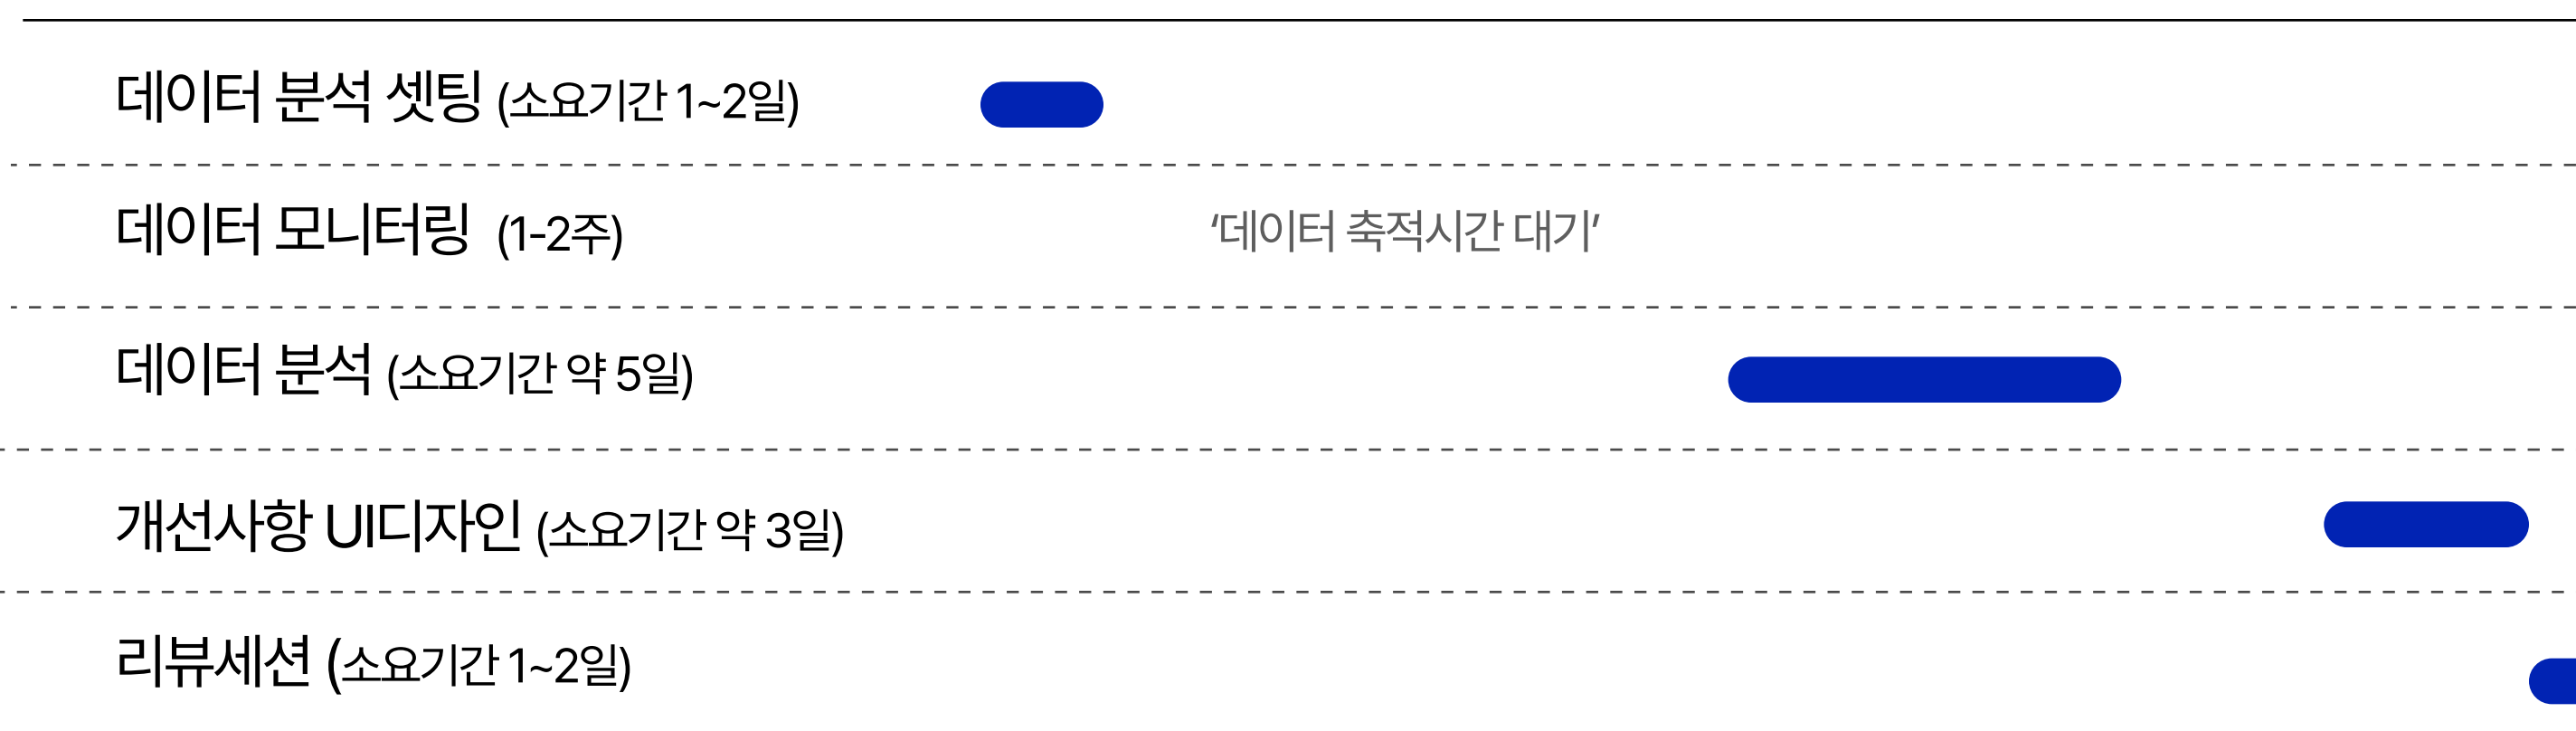 데이터 분석 셋팅 (소요기간 1~2일)
데이터 모니터링 (1-2주)
‘데이터 축적시간 대기’
데이터 분석 (소요기간 약 5일)
개선사항 UI디자인 (소요기간 약 3일)
리뷰세션 (소요기간 1~2일)